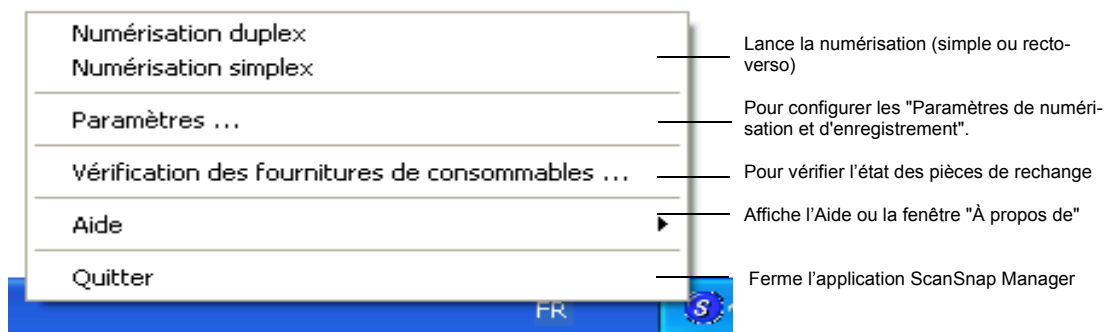 Numérisation duplex
Numérisation simplex
Lance la numérisation (simple ou recto-
verso)
Paramètres ...
Pour configurer les "Paramètres de numéri-
sation et d'enregistrement".
Vérification des fournitures de consommables ...
Pour vérifier l’état des pièces de rechange
Aide
Affiche l’Aide ou la fenêtre "À propos de"
Quitter
Ferme l’application ScanSnap Manager
FR
S